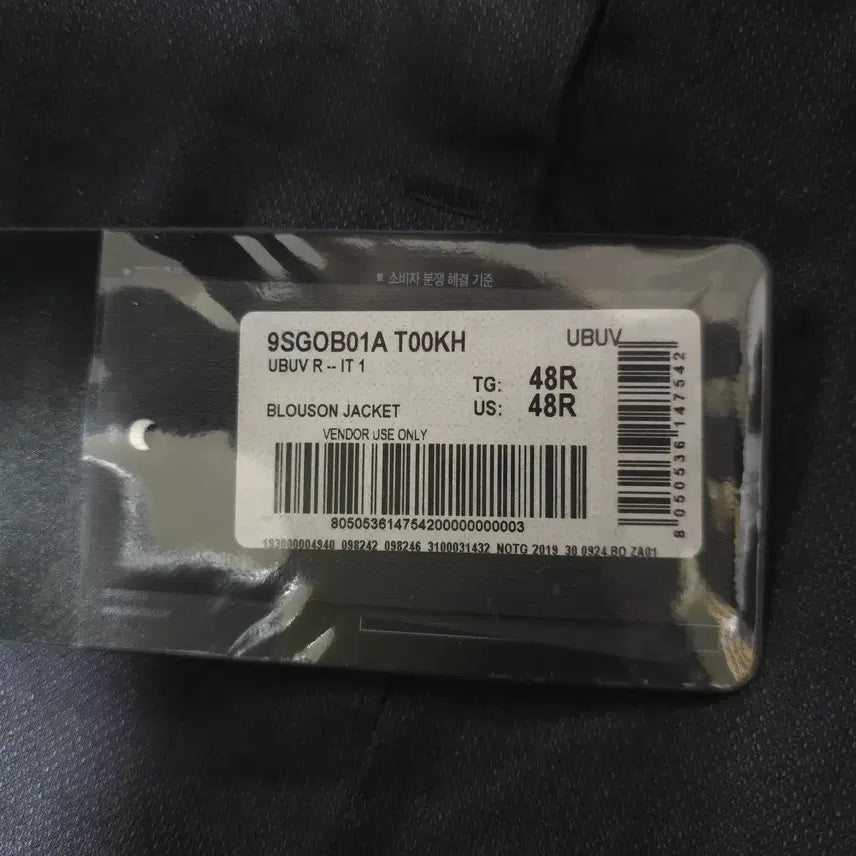 # 소비자 분쟁 해결 기준
9SGOB01A T00KH
UBUV
UBUV R -- IT 1
TG: 48R
BLOUSON JACKET
US: 48R
VENDOR USE ONLY
805053614754200000000003
193000004940 098242 098246 3100031432 NOTG 2019 30 0924 BO ZA01
8 050536 147542